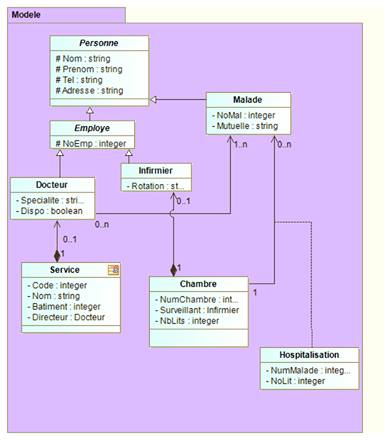 Modele
Personne
# Nom : string
# Prenom : string
# Tel : string
# Adresse : string
Malade
- NoMal : integer
- Mutuelle : string
Employe
# NoEmp : integer
1..n
0..n
Infirmier
- Rotation : st...
Docteur
- Specialite : stri...
- Dispo : boolean
0..1
0..n
0..1
1
1
Service
- Code : integer
- Nom : string
- Batiment : integer
- Directeur : Docteur
Chambre
- NumChambre : int...
- Surveillant : Infirmier
- NbLits : integer
1
Hospitalisation
- NumMalade : integ...
- NoLit : integer